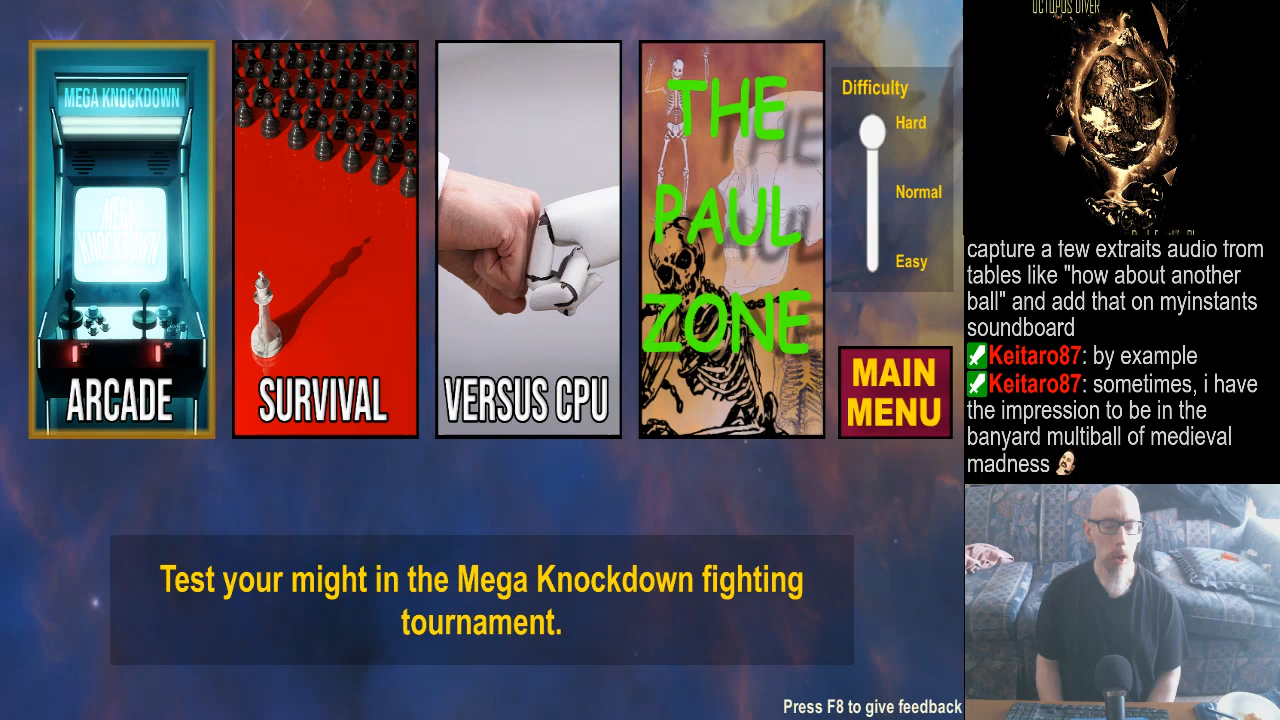 MEGA KNOCKDOWN
MEGA
KNOCKDOWN
ARCADE
SURVIVAL
VERSUS CPU
THE
PAUL
ZONE
Difficulty
Hard
Normal
Easy
MAIN
MENU
Test your might in the Mega Knockdown fighting
tournament.
Press F8 to give feedback
OCTOPUS DIVER
capture a few extraits audio from
tables like "how about another
ball" and add that on myinstants
soundboard
Keitaro87: by example
Keitaro87: sometimes, i have
the impression to be in the
banyard multiball of medieval
madness